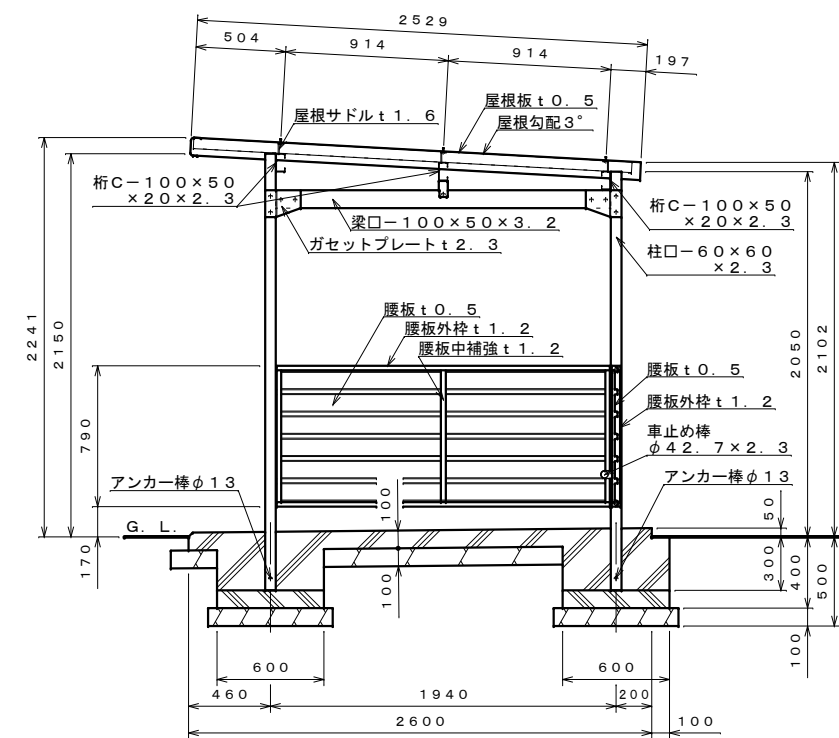 2529
504
914
914
197
屋根サドルｔ１．６
屋根板ｔ０．５
屋根勾配３°
桁Ｃ－１００×５０
×２０×２．３
梁口－１００×５０×３．２
ガセットプレートｔ２．３
桁Ｃ－１００×５０
×２０×２．３
柱口－６０×６０
×２．３
2241
2150
2050
2102
腰板ｔ０．５
腰板外枠ｔ１．２
腰板中補強ｔ１．２
腰板ｔ０．５
腰板外枠ｔ１．２
車止め棒
φ４２．７×２．３
790
アンカー棒φ１３
アンカー棒φ１３
Ｇ．Ｌ．
170
100
100
50
300
400
500
100
600
600
460
1940
200
2600
100